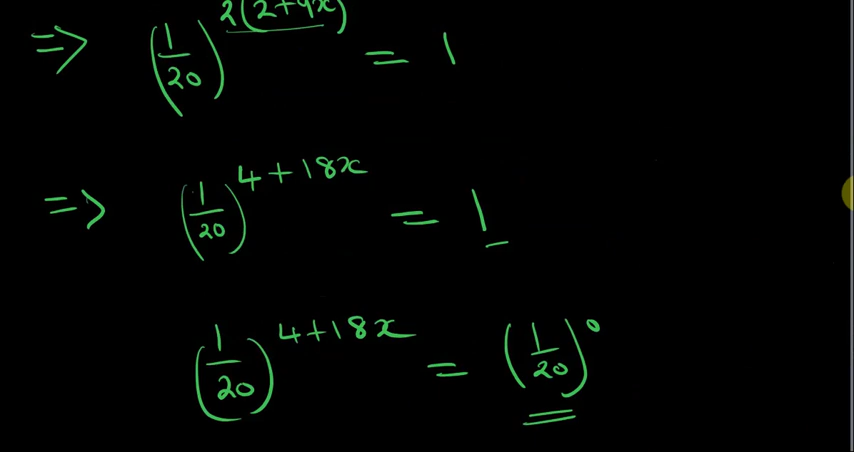 => (1/20)^2(2+9x) = 1
=> (1/20)^4+18x = 1
(1/20)^4+18x = (1/20)^0